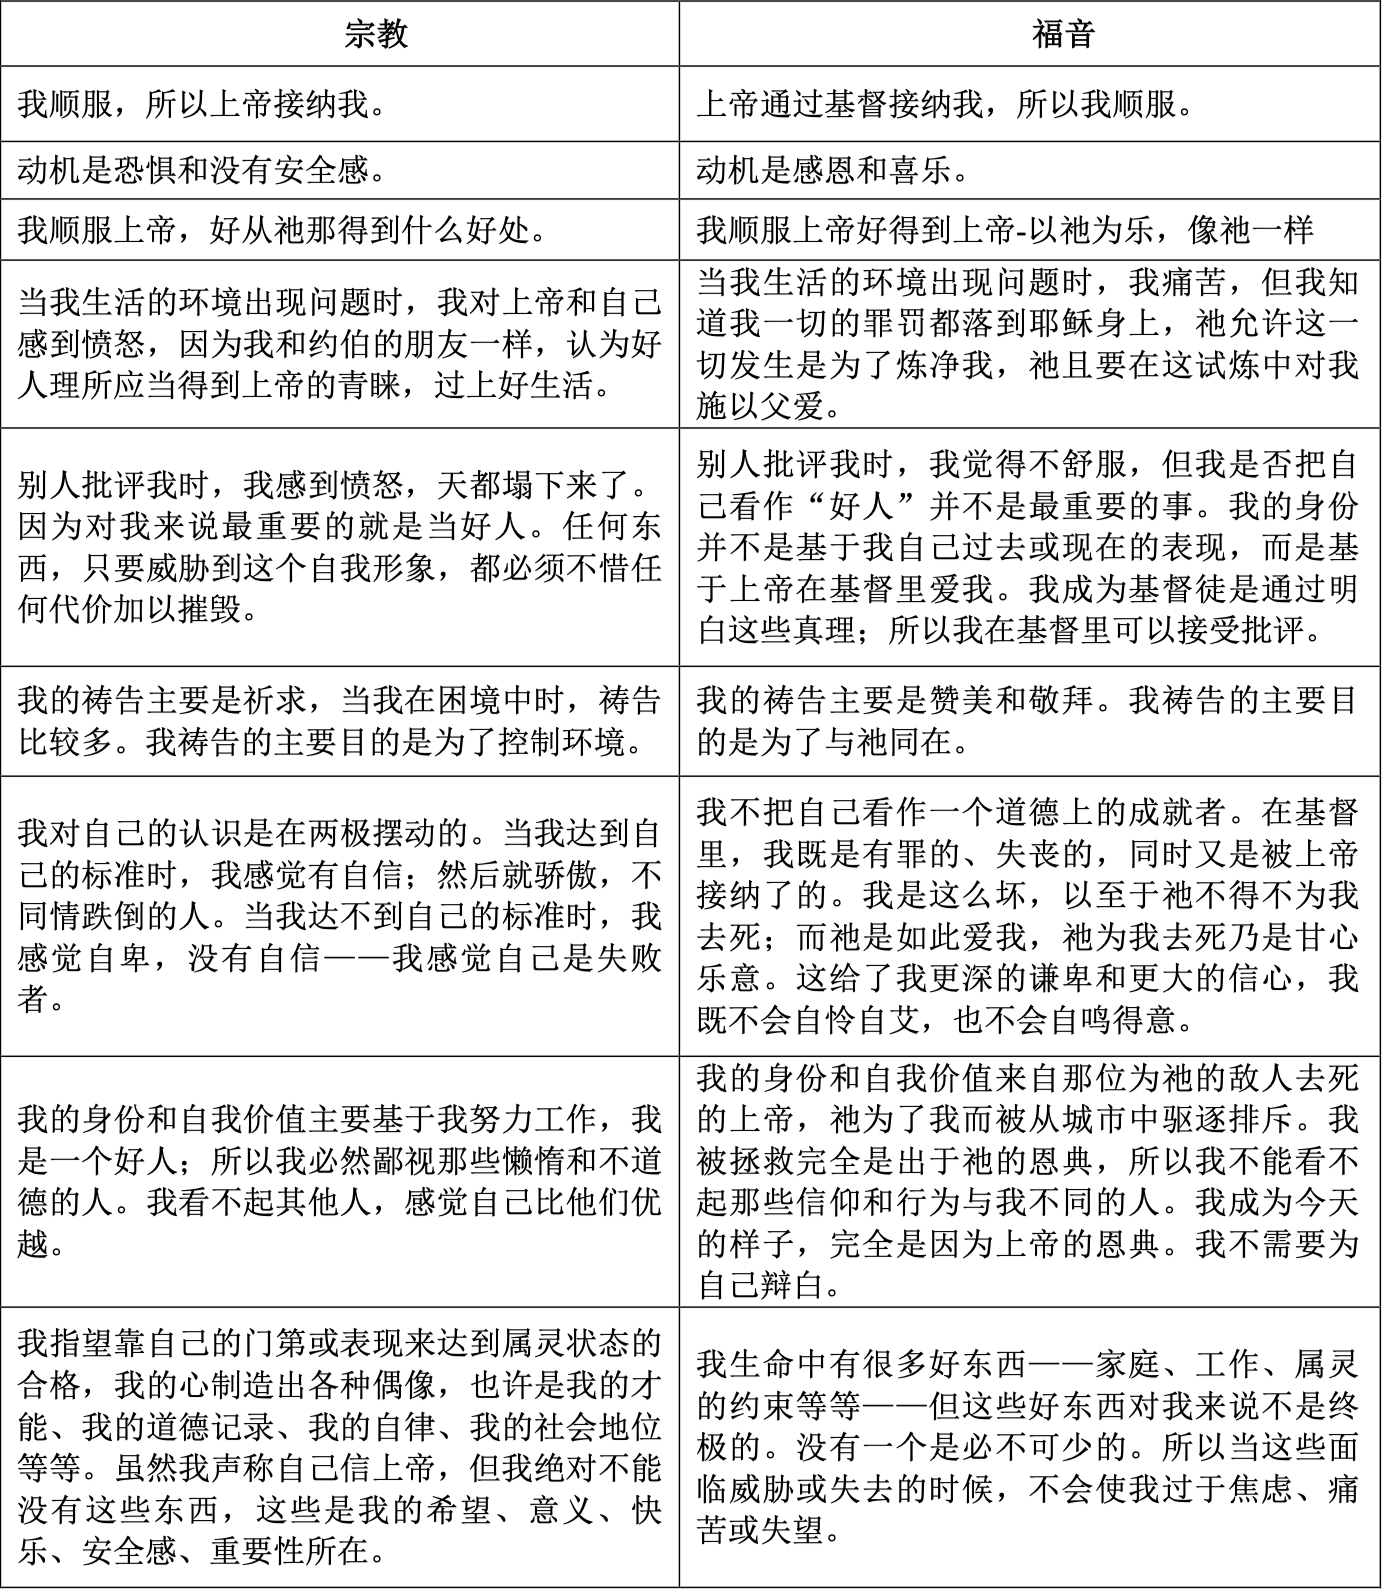 宗教
福音
我顺服，所以上帝接纳我。
上帝通过基督接纳我，所以我顺服。
动机是恐惧和没有安全感。
动机是感恩和喜乐。
我顺服上帝，好从祂那得到什么好处。
我顺服上帝好得到上帝-以祂为乐，像祂一样
当我生活的环境出现问题时，我对上帝和自己
感到愤怒，因为我和约伯的朋友一样，认为好
人理所应当得到上帝的青睐，过上好生活。
当我生活的环境出现问题时，我痛苦，但我知
道我一切的罪罚都落到耶稣身上，祂允许这一
切发生是为了炼净我，祂且要在这试炼中对我
施以父爱。
别人批评我时，我感到愤怒，天都塌下来了。
因为对我来说最重要的就是当好人。任何东
西，只要威胁到这个自我形象，都必须不惜任
何代价加以摧毁。
别人批评我时，我觉得不舒服，但我是否把自
己看作“好人”并不是最重要的事。我的身份
并不是基于我自己过去或现在的表现，而是基
于上帝在基督里爱我。我成为基督徒是通过明
白这些真理；所以我在基督里可以接受批评。
我的祷告主要是祈求，当我在困境中时，祷告
比较多。我祷告的主要目的是为了控制环境。
我的祷告主要是赞美和敬拜。我祷告的主要目
的是为了与祂同在。
我对自己的认识是在两极摆动的。当我达到自
己的标准时，我感觉有自信；然后就骄傲，不
同情跌倒的人。当我达不到自己的标准时，我
感觉自卑，没有自信——我感觉自己是失败
者。
我不把自己看作一个道德上的成就者。在基督
里，我既是有罪的、失丧的，同时又是被上帝
接纳了的。我是这么坏，以至于祂不得不为我
去死；而祂是如此爱我，祂为我去死乃是甘心
乐意。这给了我更深的谦卑和更大的信心，我
既不会自怜自艾，也不会自鸣得意。
我的身份和自我价值主要基于我努力工作，我
是一个好人；所以我必然鄙视那些懒惰和不道
德的人。我看不起其他人，感觉自己比他们优
越。
我的身份和自我价值来自那位为祂的敌人去死
的上帝，祂为了我而被从城市中驱逐排斥。我
被拯救完全是出于祂的恩典，所以我不能看不
起那些信仰和行为与我不同的人。我成为今天
的样子，完全是因为上帝的恩典。我不需要为
自己辩白。
我指望靠自己的门第或表现来达到属灵状态的
合格，我的心制造出各种偶像，也许是我的才
能、我的道德记录、我的自律、我的社会地位
等等。虽然我声称自己信上帝，但我绝对不能
没有这些东西，这些是我的希望、意义、快
乐、安全感、重要性所在。
我生命中有很多好东西——家庭、工作、属灵
的约束等等——但这些好东西对我来说不是终
极的。没有一个是必不可少的。所以当这些面
临威胁或失去的时候，不会使我过于焦虑、痛
苦或失望。